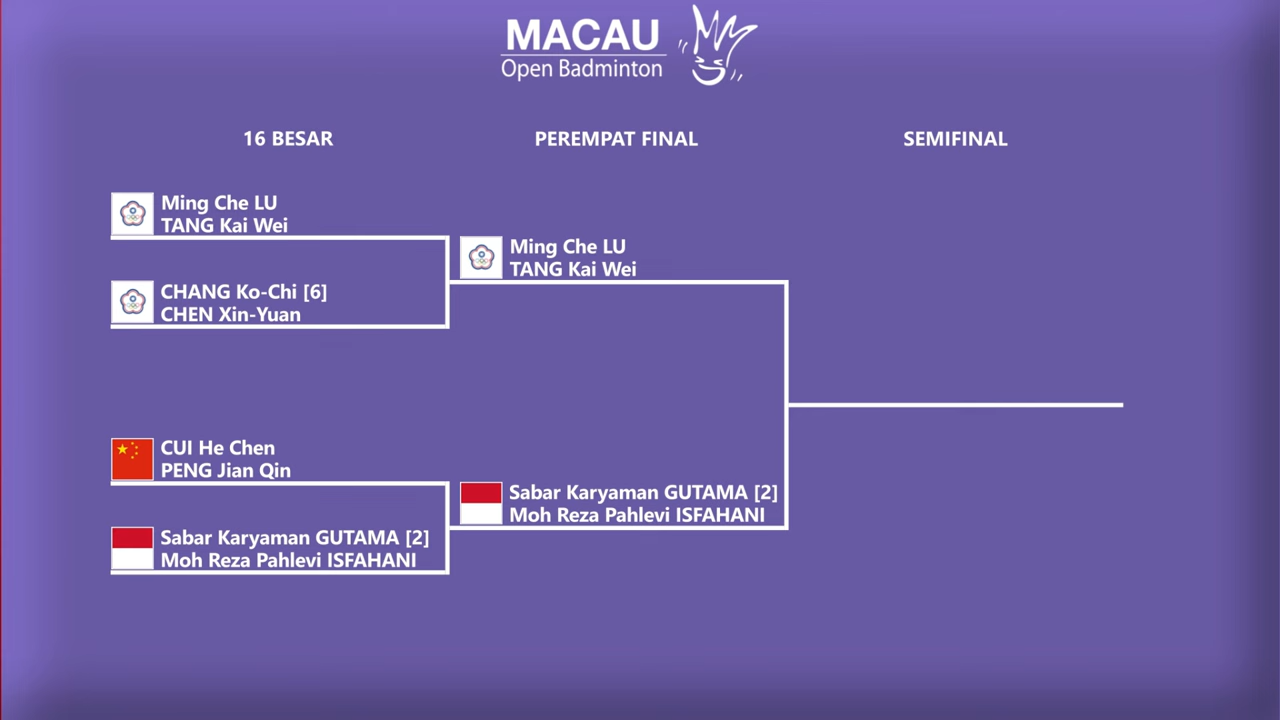 MACAU
Open Badminton
16 BESAR
PEREMPAT FINAL
SEMIFINAL
Ming Che LU
TANG Kai Wei
CHANG Ko-Chi [6]
CHEN Xin-Yuan
CUI He Chen
PENG Jian Qin
Sabar Karyaman GUTAMA [2]
Moh Reza Pahlevi ISFAHANI
Ming Che LU
TANG Kai Wei
Sabar Karyaman GUTAMA [2]
Moh Reza Pahlevi ISFAHANI